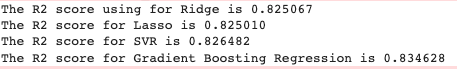 The R2 score using for Ridge is 0.825067
The R2 score for Lasso is 0.825010
The R2 score for SVR is 0.826482
The R2 score for Gradient Boosting Regression is 0.834628